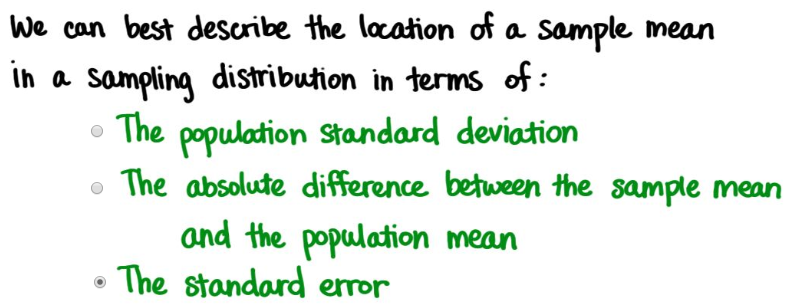 We can best describe the location of a sample mean
in a sampling distribution in terms of:
The population standard deviation
The absolute difference between the sample mean
and the population mean
The standard error